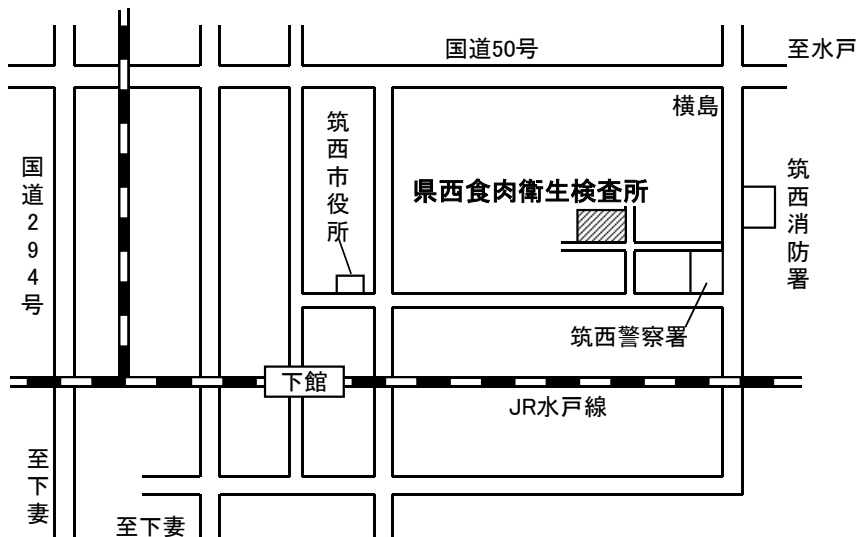 国道50号
至水戸
横島
筑西市役所
国道294号
県西食肉衛生検査所
筑西消防署
筑西警察署
下館
JR水戸線
至下妻
至下妻